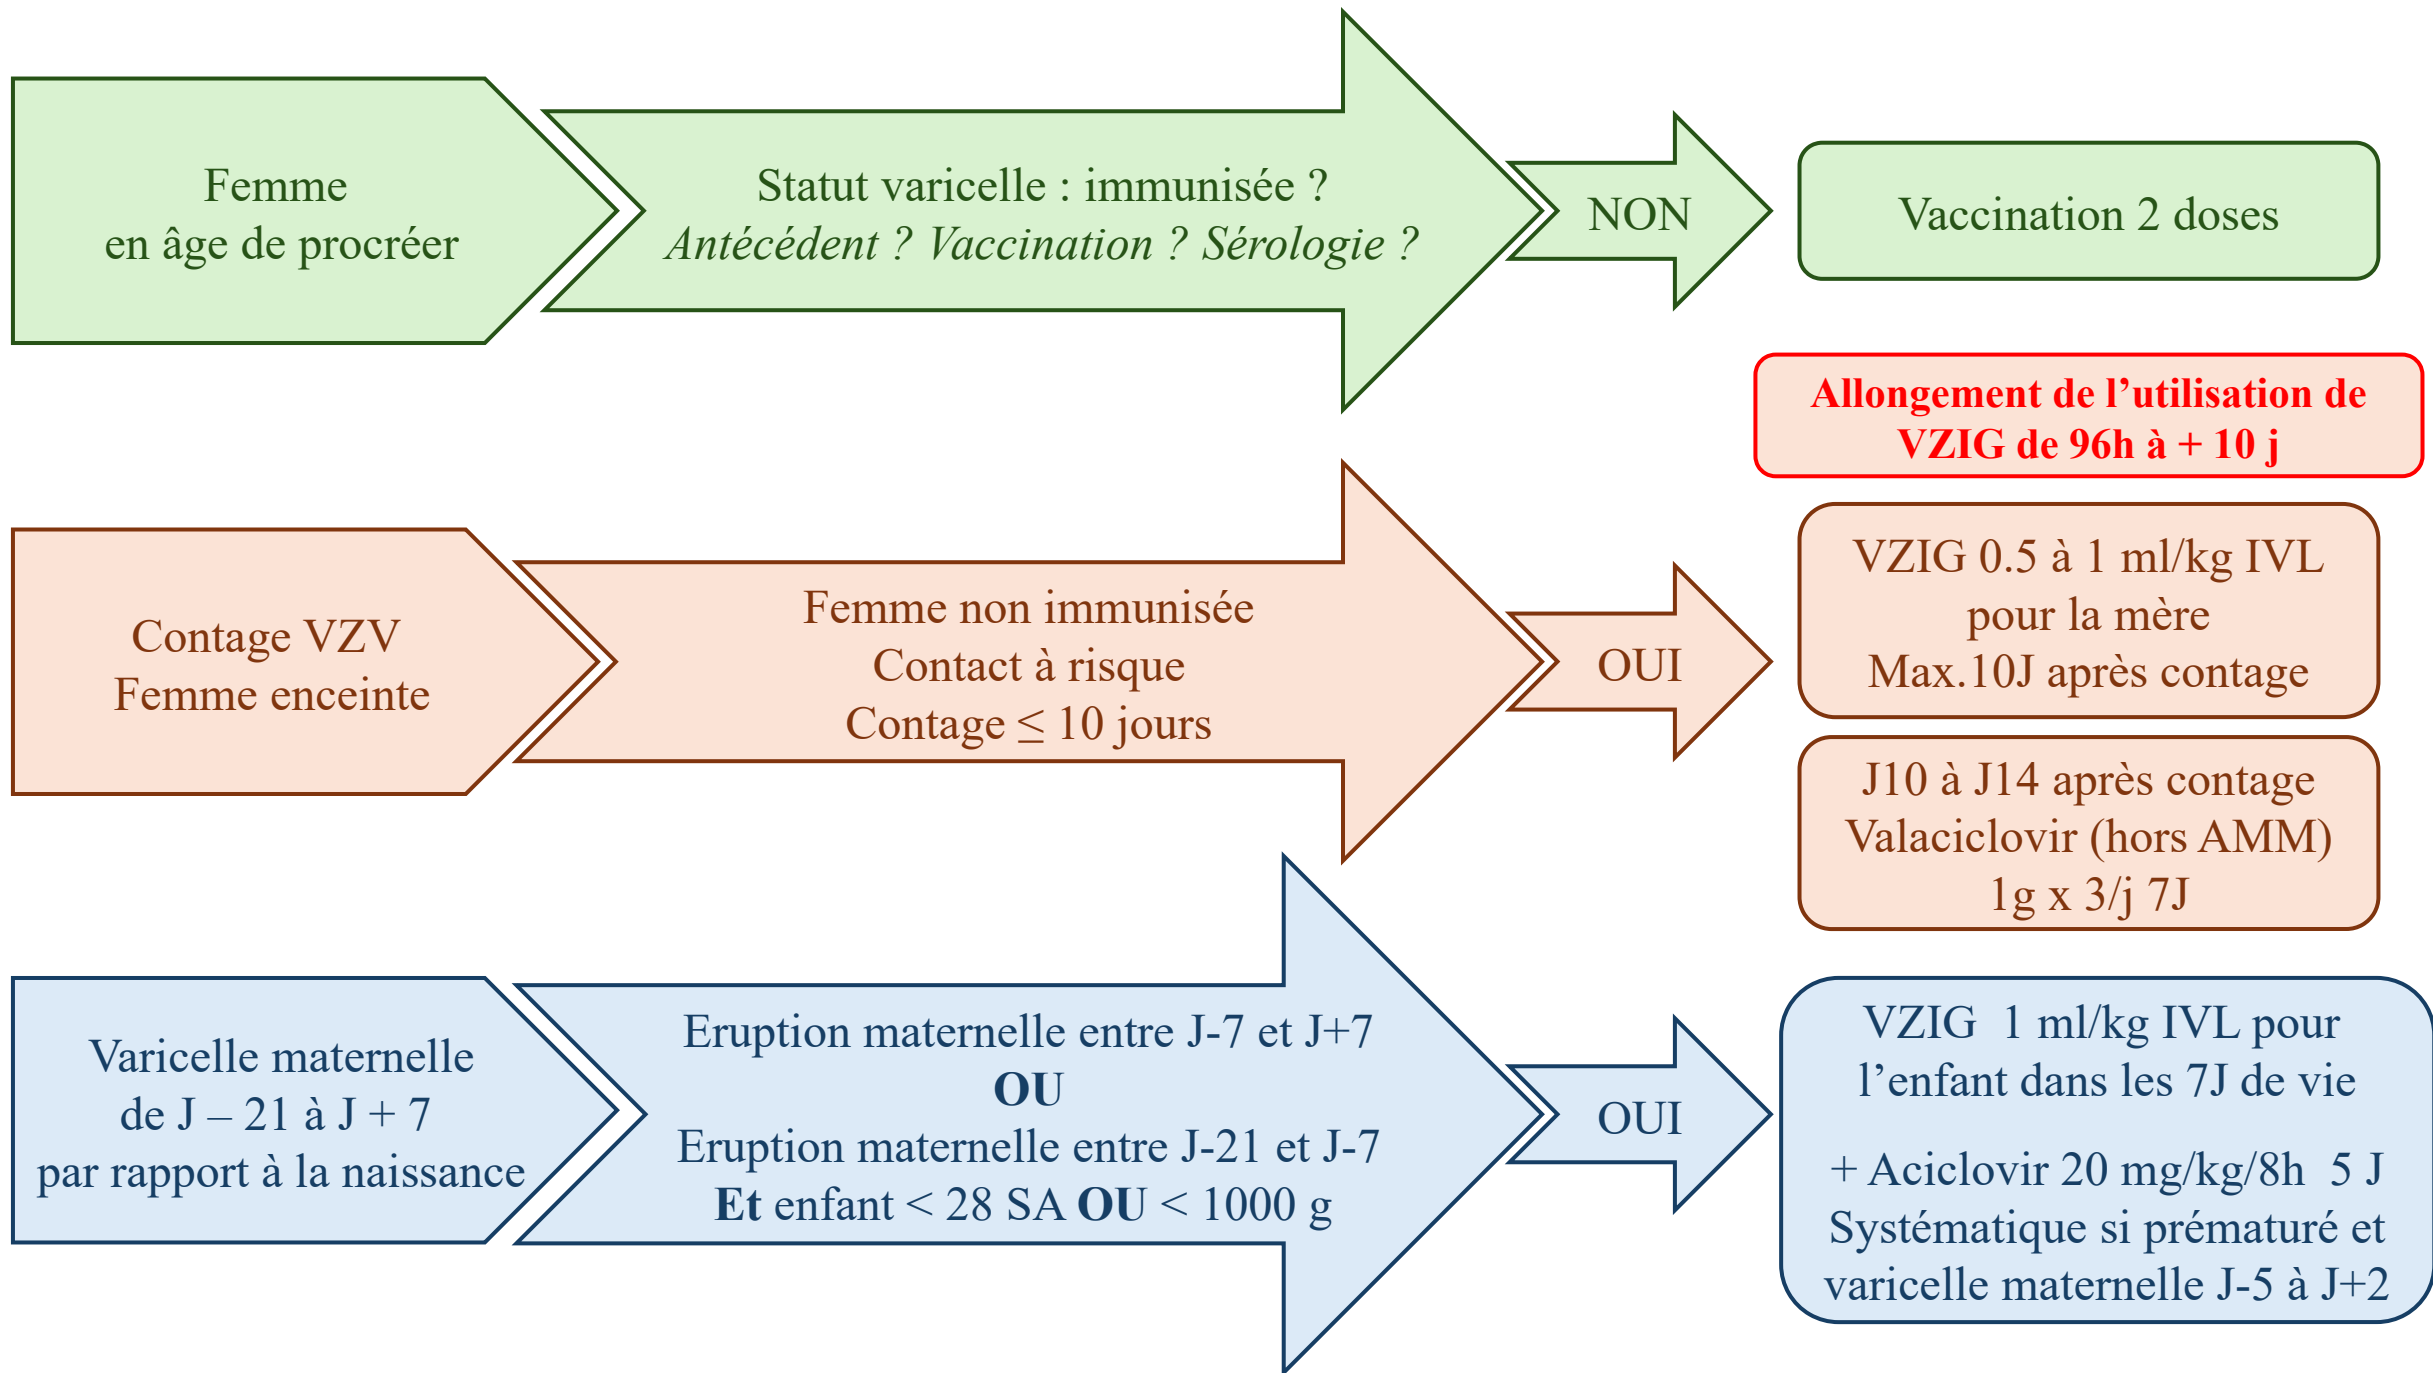 Femme
en âge de procréer
Statut varicelle : immunisée ?
Antécédent ? Vaccination ? Sérologie ?
NON
Vaccination 2 doses
Allongement de l’utilisation de
VZIG de 96h à + 10 j
Contage VZV
Femme enceinte
Femme non immunisée
Contact à risque
Contage ≤ 10 jours
OUI
VZIG 0.5 à 1 ml/kg IVL
pour la mère
Max.10J après contage
J10 à J14 après contage
Valaciclovir (hors AMM)
1g x 3/j 7J
Varicelle maternelle
de J – 21 à J + 7
par rapport à la naissance
Eruption maternelle entre J-7 et J+7
OU
Eruption maternelle entre J-21 et J-7
Et enfant < 28 SA OU < 1000 g
OUI
VZIG 1 ml/kg IVL pour
l’enfant dans les 7J de vie
+ Aciclovir 20 mg/kg/8h 5 J
Systématique si prématuré et
varicelle maternelle J-5 à J+2